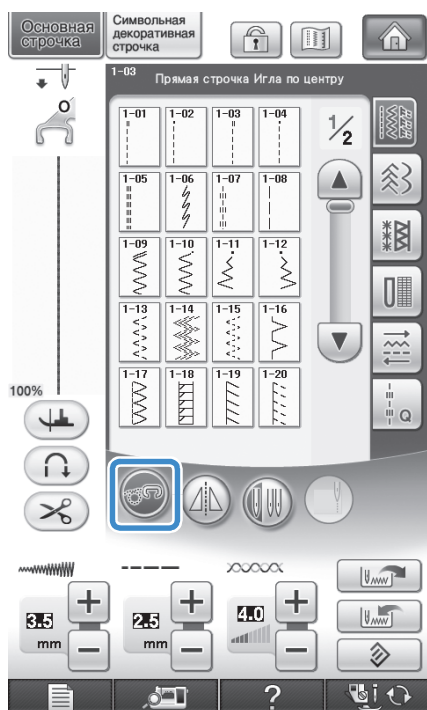 Основная
строчка
Символьная
декоративная
строчка
1-03
Прямая строчка Игла по центру
1-01 1-02 1-03 1-04
1/2
1-05 1-06 1-07 1-08
1-09 1-10 1-11 1-12
1-13 1-14 1-15 1-16
1-17 1-18 1-19 1-20
Q
100%
3.5
mm
2.5
mm
4.0
?